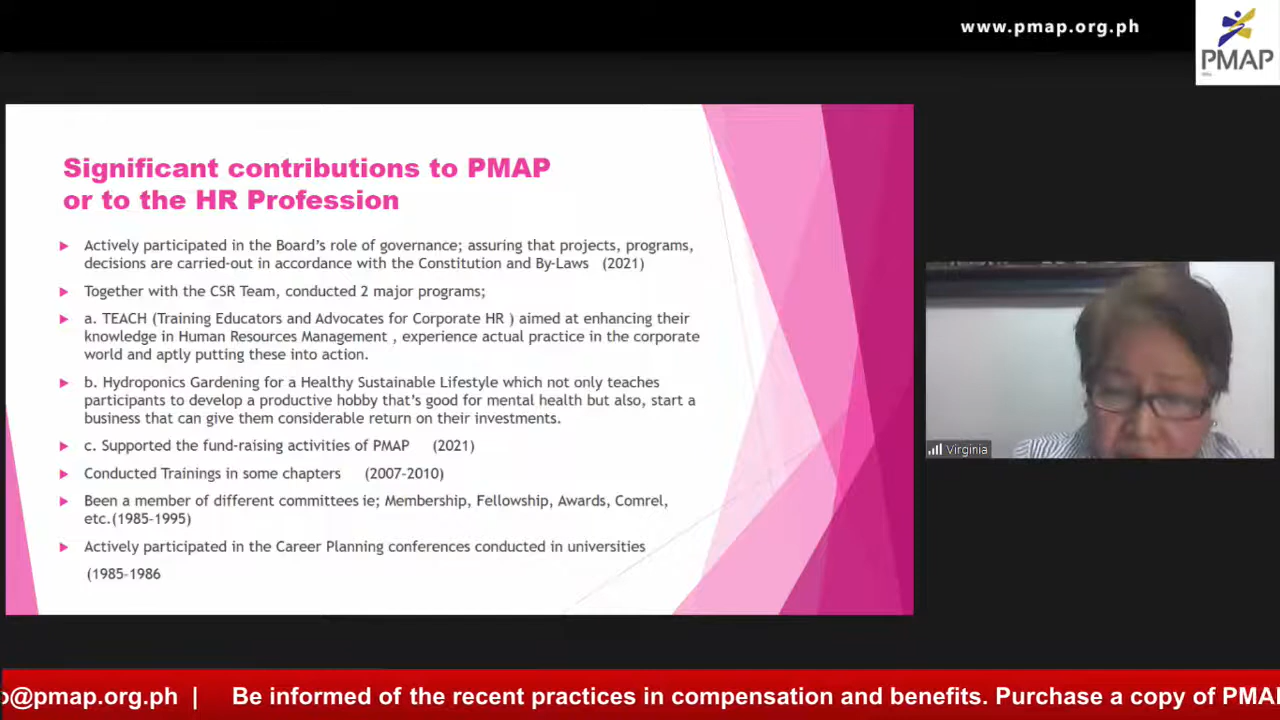 www.pmap.org.ph
PMAP
Significant contributions to PMAP
or to the HR Profession
Actively participated in the Board's role of governance; assuring that projects, programs,
decisions are carried-out in accordance with the Constitution and By-Laws (2021)
Together with the CSR Team, conducted 2 major programs;
a. TEACH (Training Educators and Advocates for Corporate HR ) aimed at enhancing their
knowledge in Human Resources Management , experience actual practice in the corporate
world and aptly putting these into action.
b. Hydroponics Gardening for a Healthy Sustainable Lifestyle which not only teaches
participants to develop a productive hobby that's good for mental health but also, start a
business that can give them considerable return on their investments.
c. Supported the fund-raising activities of PMAP (2021)
Conducted Trainings in some chapters (2007-2010)
Been a member of different committees ie; Membership, Fellowship, Awards, Comrel,
etc.(1985-1995)
Actively participated in the Career Planning conferences conducted in universities
(1985-1986
Virginia
o@pmap.org.ph | Be informed of the recent practices in compensation and benefits. Purchase a copy of PMA